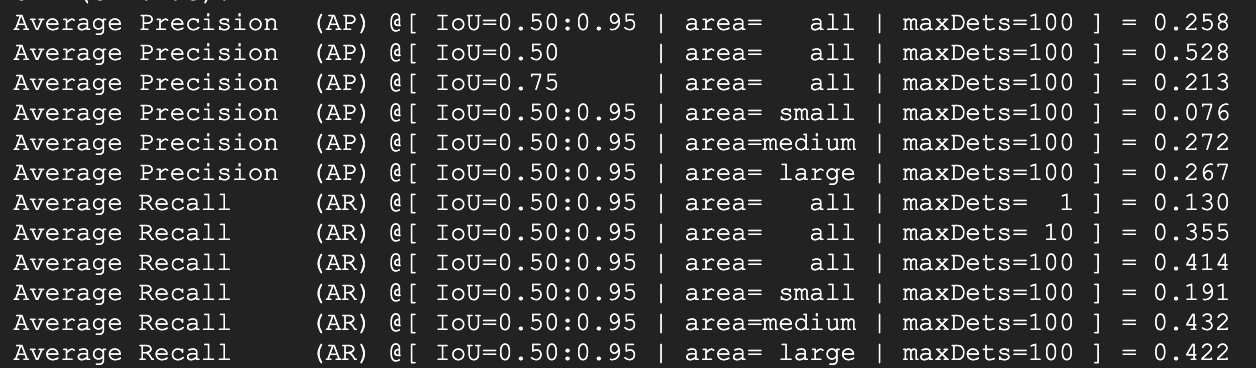 Average Precision  (AP) @[ IoU=0.50:0.95 | area=   all | maxDets=100 ] = 0.258
Average Precision  (AP) @[ IoU=0.50      | area=   all | maxDets=100 ] = 0.528
Average Precision  (AP) @[ IoU=0.75      | area=   all | maxDets=100 ] = 0.213
Average Precision  (AP) @[ IoU=0.50:0.95 | area= small | maxDets=100 ] = 0.076
Average Precision  (AP) @[ IoU=0.50:0.95 | area=medium | maxDets=100 ] = 0.272
Average Precision  (AP) @[ IoU=0.50:0.95 | area= large | maxDets=100 ] = 0.267
Average Recall     (AR) @[ IoU=0.50:0.95 | area=   all | maxDets=  1 ] = 0.130
Average Recall     (AR) @[ IoU=0.50:0.95 | area=   all | maxDets= 10 ] = 0.355
Average Recall     (AR) @[ IoU=0.50:0.95 | area=   all | maxDets=100 ] = 0.414
Average Recall     (AR) @[ IoU=0.50:0.95 | area= small | maxDets=100 ] = 0.191
Average Recall     (AR) @[ IoU=0.50:0.95 | area=medium | maxDets=100 ] = 0.432
Average Recall     (AR) @[ IoU=0.50:0.95 | area= large | maxDets=100 ] = 0.422